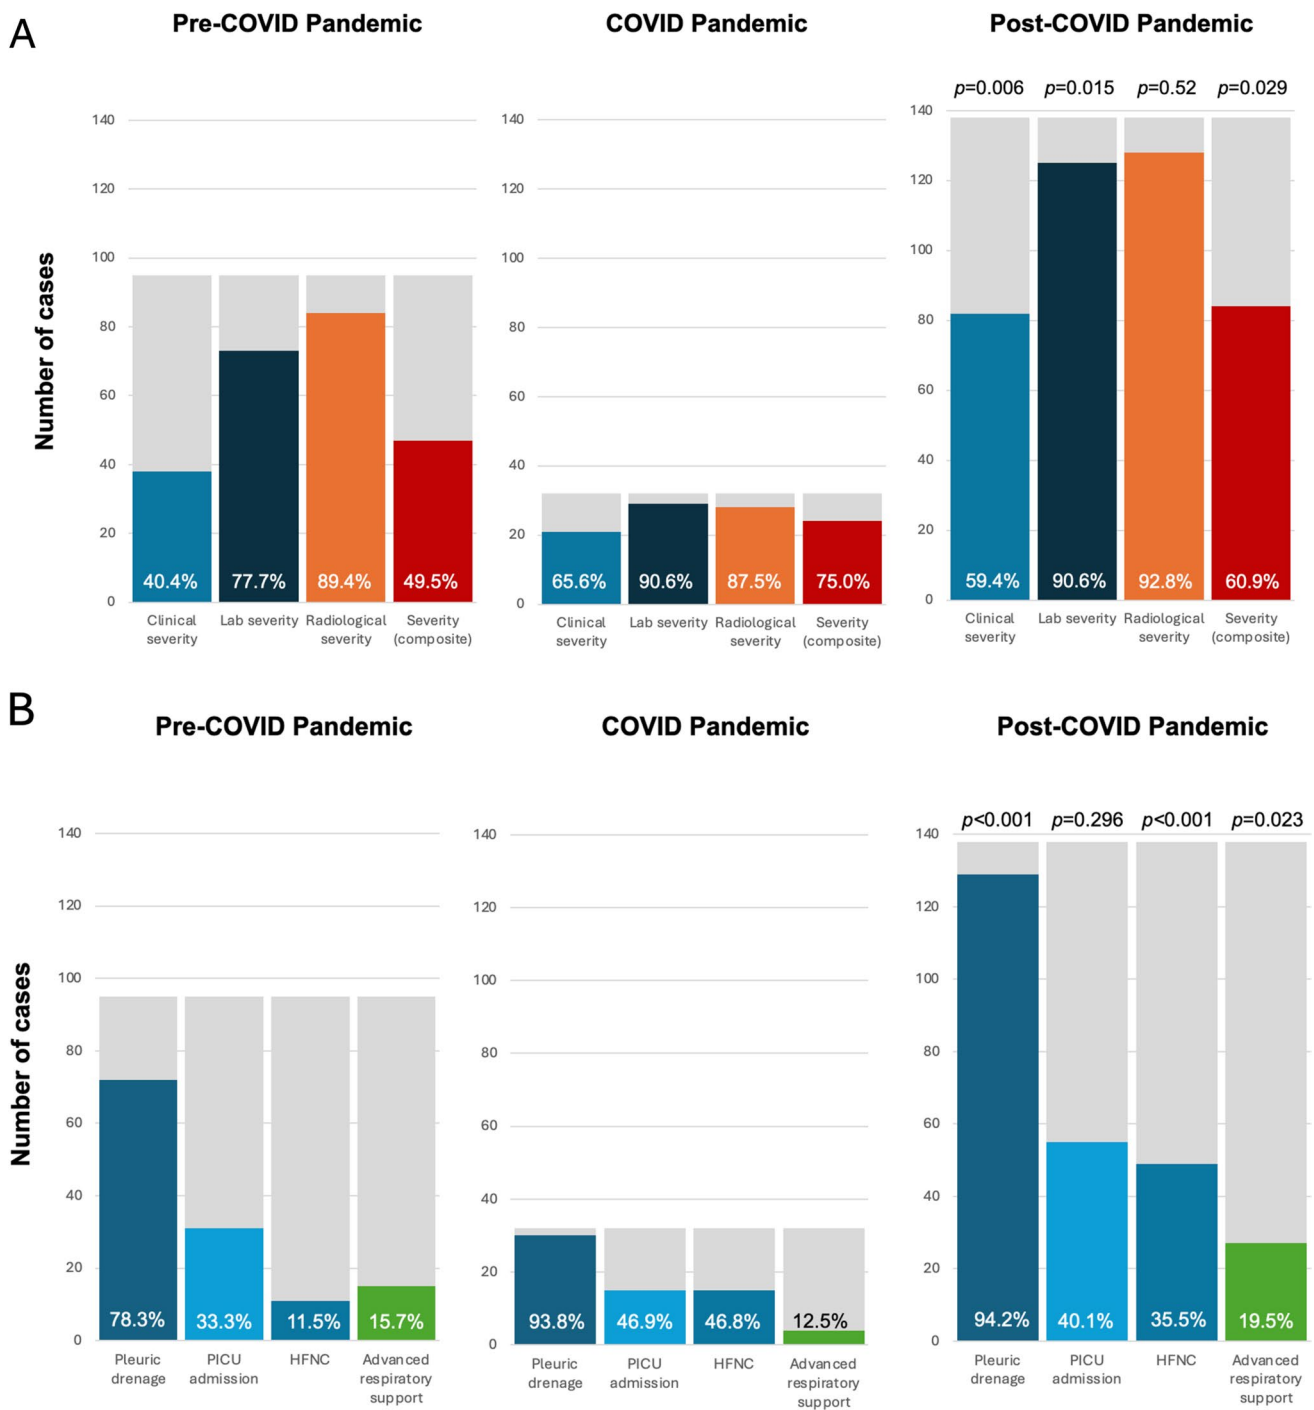 A
Pre-COVID Pandemic
COVID Pandemic
Post-COVID Pandemic
p=0.006 p=0.015 p=0.52 p=0.029
Number of cases
140
120
100
80
60
40
20
0
40.4% 77.7% 89.4% 49.5%
Clinical severity
Lab severity
Radiological severity
Severity (composite)
140
120
100
80
60
40
20
0
65.6% 90.6% 87.5% 75.0%
Clinical severity
Lab severity
Radiological severity
Severity (composite)
140
120
100
80
60
40
20
0
59.4% 90.6% 92.8% 60.9%
Clinical severity
Lab severity
Radiological severity
Severity (composite)
B
Pre-COVID Pandemic
COVID Pandemic
Post-COVID Pandemic
p<0.001 p=0.296 p<0.001 p=0.023
Number of cases
140
120
100
80
60
40
20
0
78.3% 33.3% 11.5% 15.7%
Pleuric drenage
PICU admission
HFNC
Advanced respiratory support
140
120
100
80
60
40
20
0
93.8% 46.9% 46.8% 12.5%
Pleuric drenage
PICU admission
HFNC
Advanced respiratory support
140
120
100
80
60
40
20
0
94.2% 40.1% 35.5% 19.5%
Pleuric drenage
PICU admission
HFNC
Advanced respiratory support